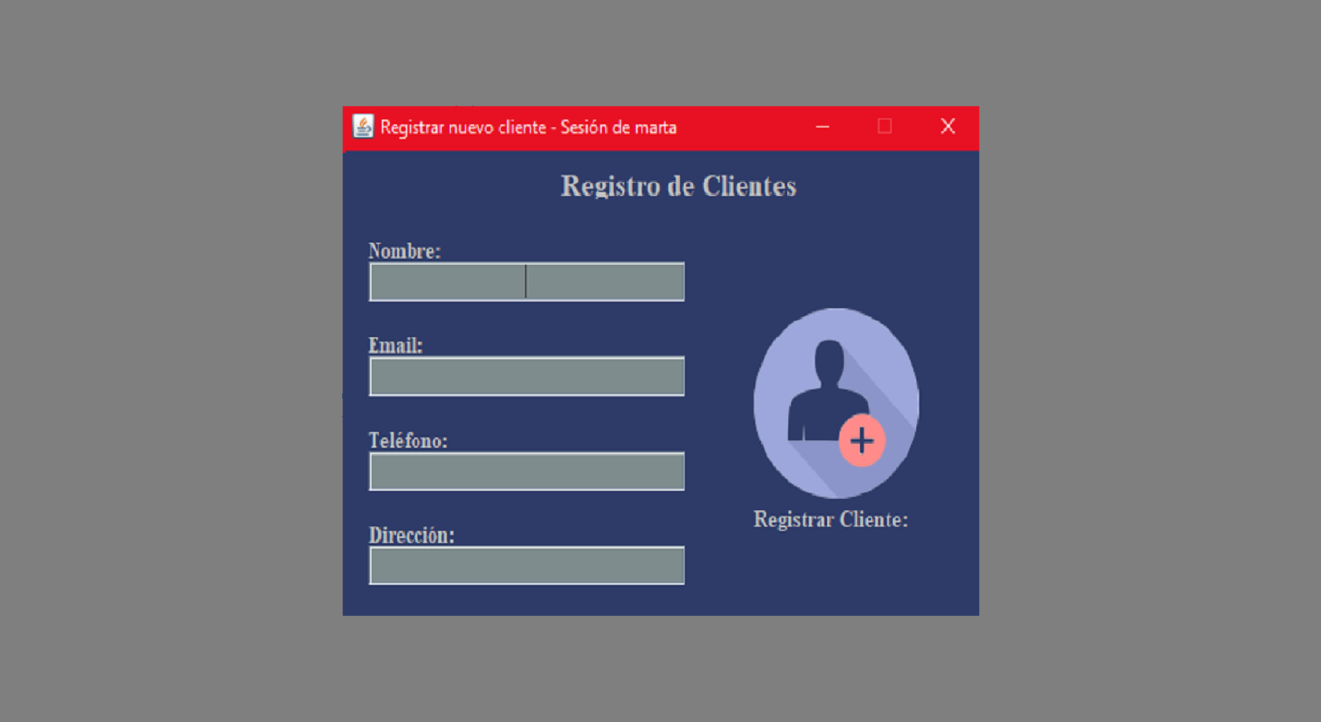 Registrar nuevo cliente - Sesión de marta
Registro de Clientes
Nombre:
Email:
Teléfono:
Dirección:
Registrar Cliente: